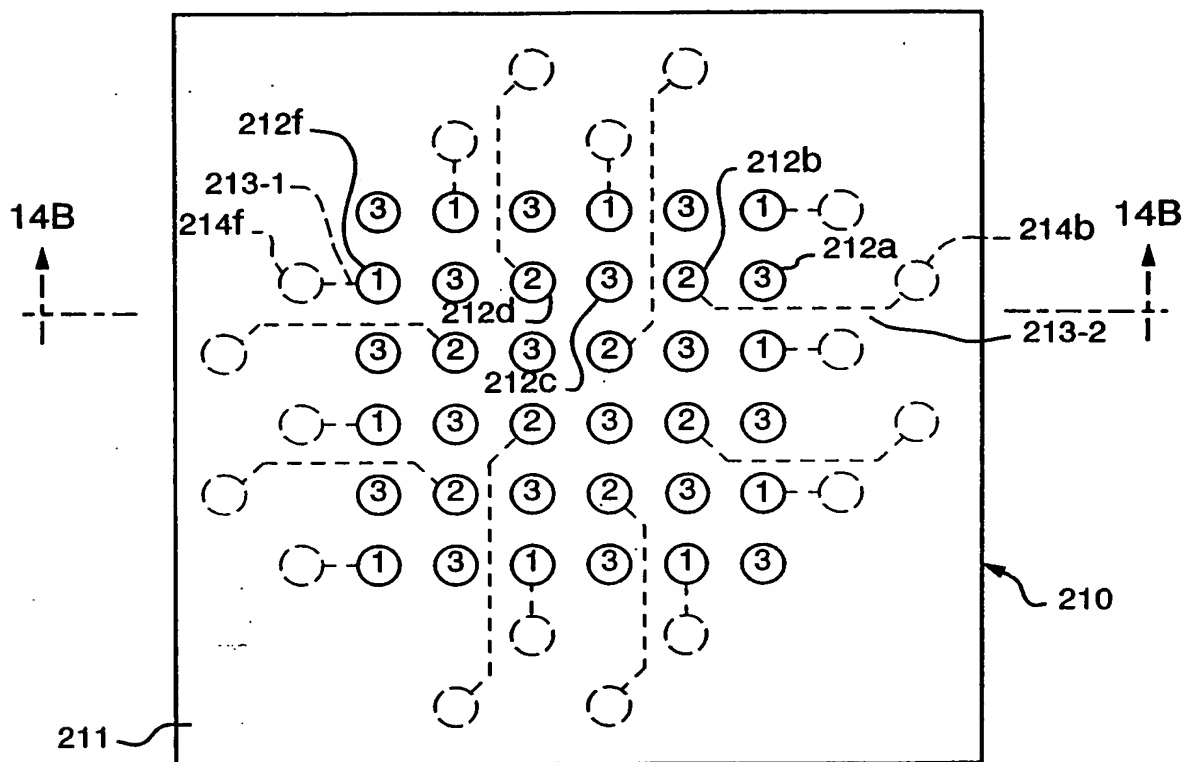 212f
212b
213-1
3 1 3 1 3 1
14B
14B
214f
214b
212a
1 3 2 3 2 3
212d
213-2
3 2 3 2 3 1
212c
1 3 2 3 2 3
3 2 3 2 3 1
1 3 1 3 1 3
210
211